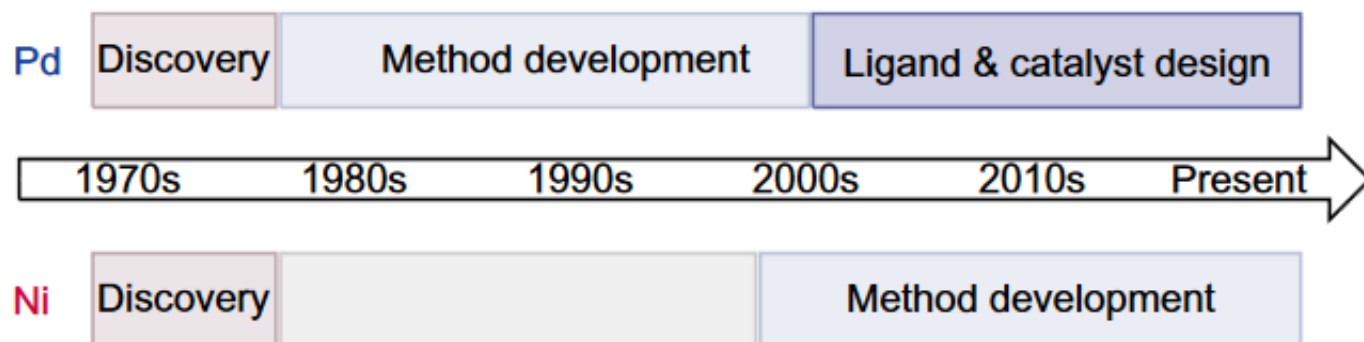 Pd Discovery Method development Ligand & catalyst design
1970s 1980s 1990s 2000s 2010s Present
Ni Discovery Method development